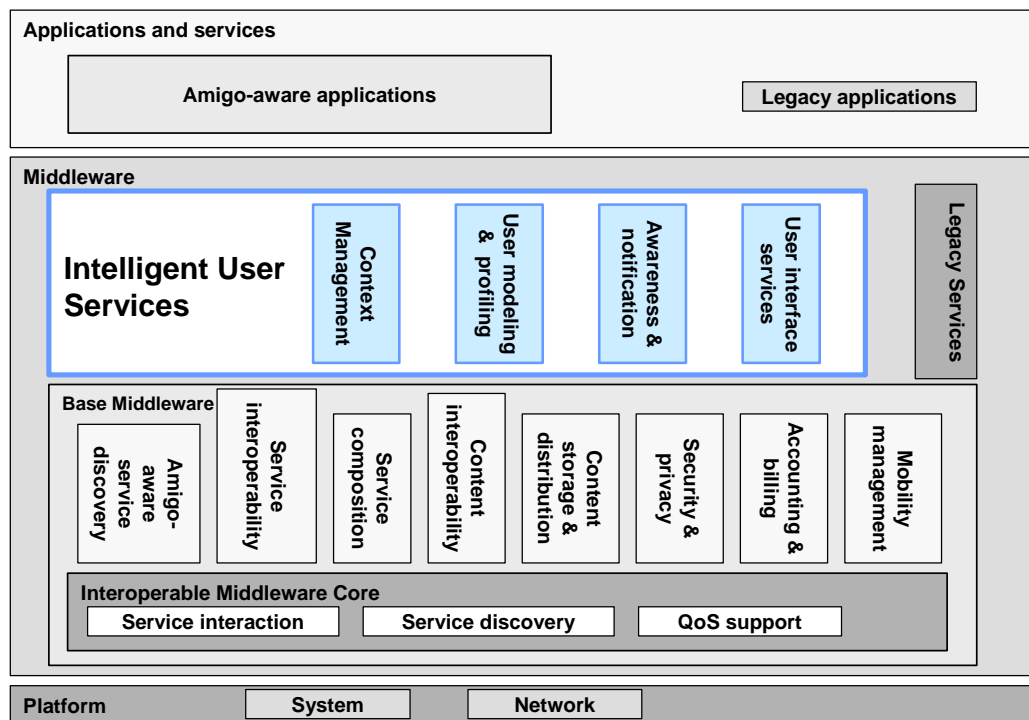 Applications and services
Amigo-aware applications
Legacy applications
Middleware
Intelligent User
Services
Context
Management
User modeling
& profiling
Awareness &
notification
User interface
services
Legacy Services
Base Middleware
Amigo-
aware
service
discovery
Service
interoperability
Service
composition
Content
interoperability
Content
storage &
distribution
Security &
privacy
Accounting &
billing
Mobility
management
Interoperable Middleware Core
Service interaction
Service discovery
QoS support
Platform
System
Network